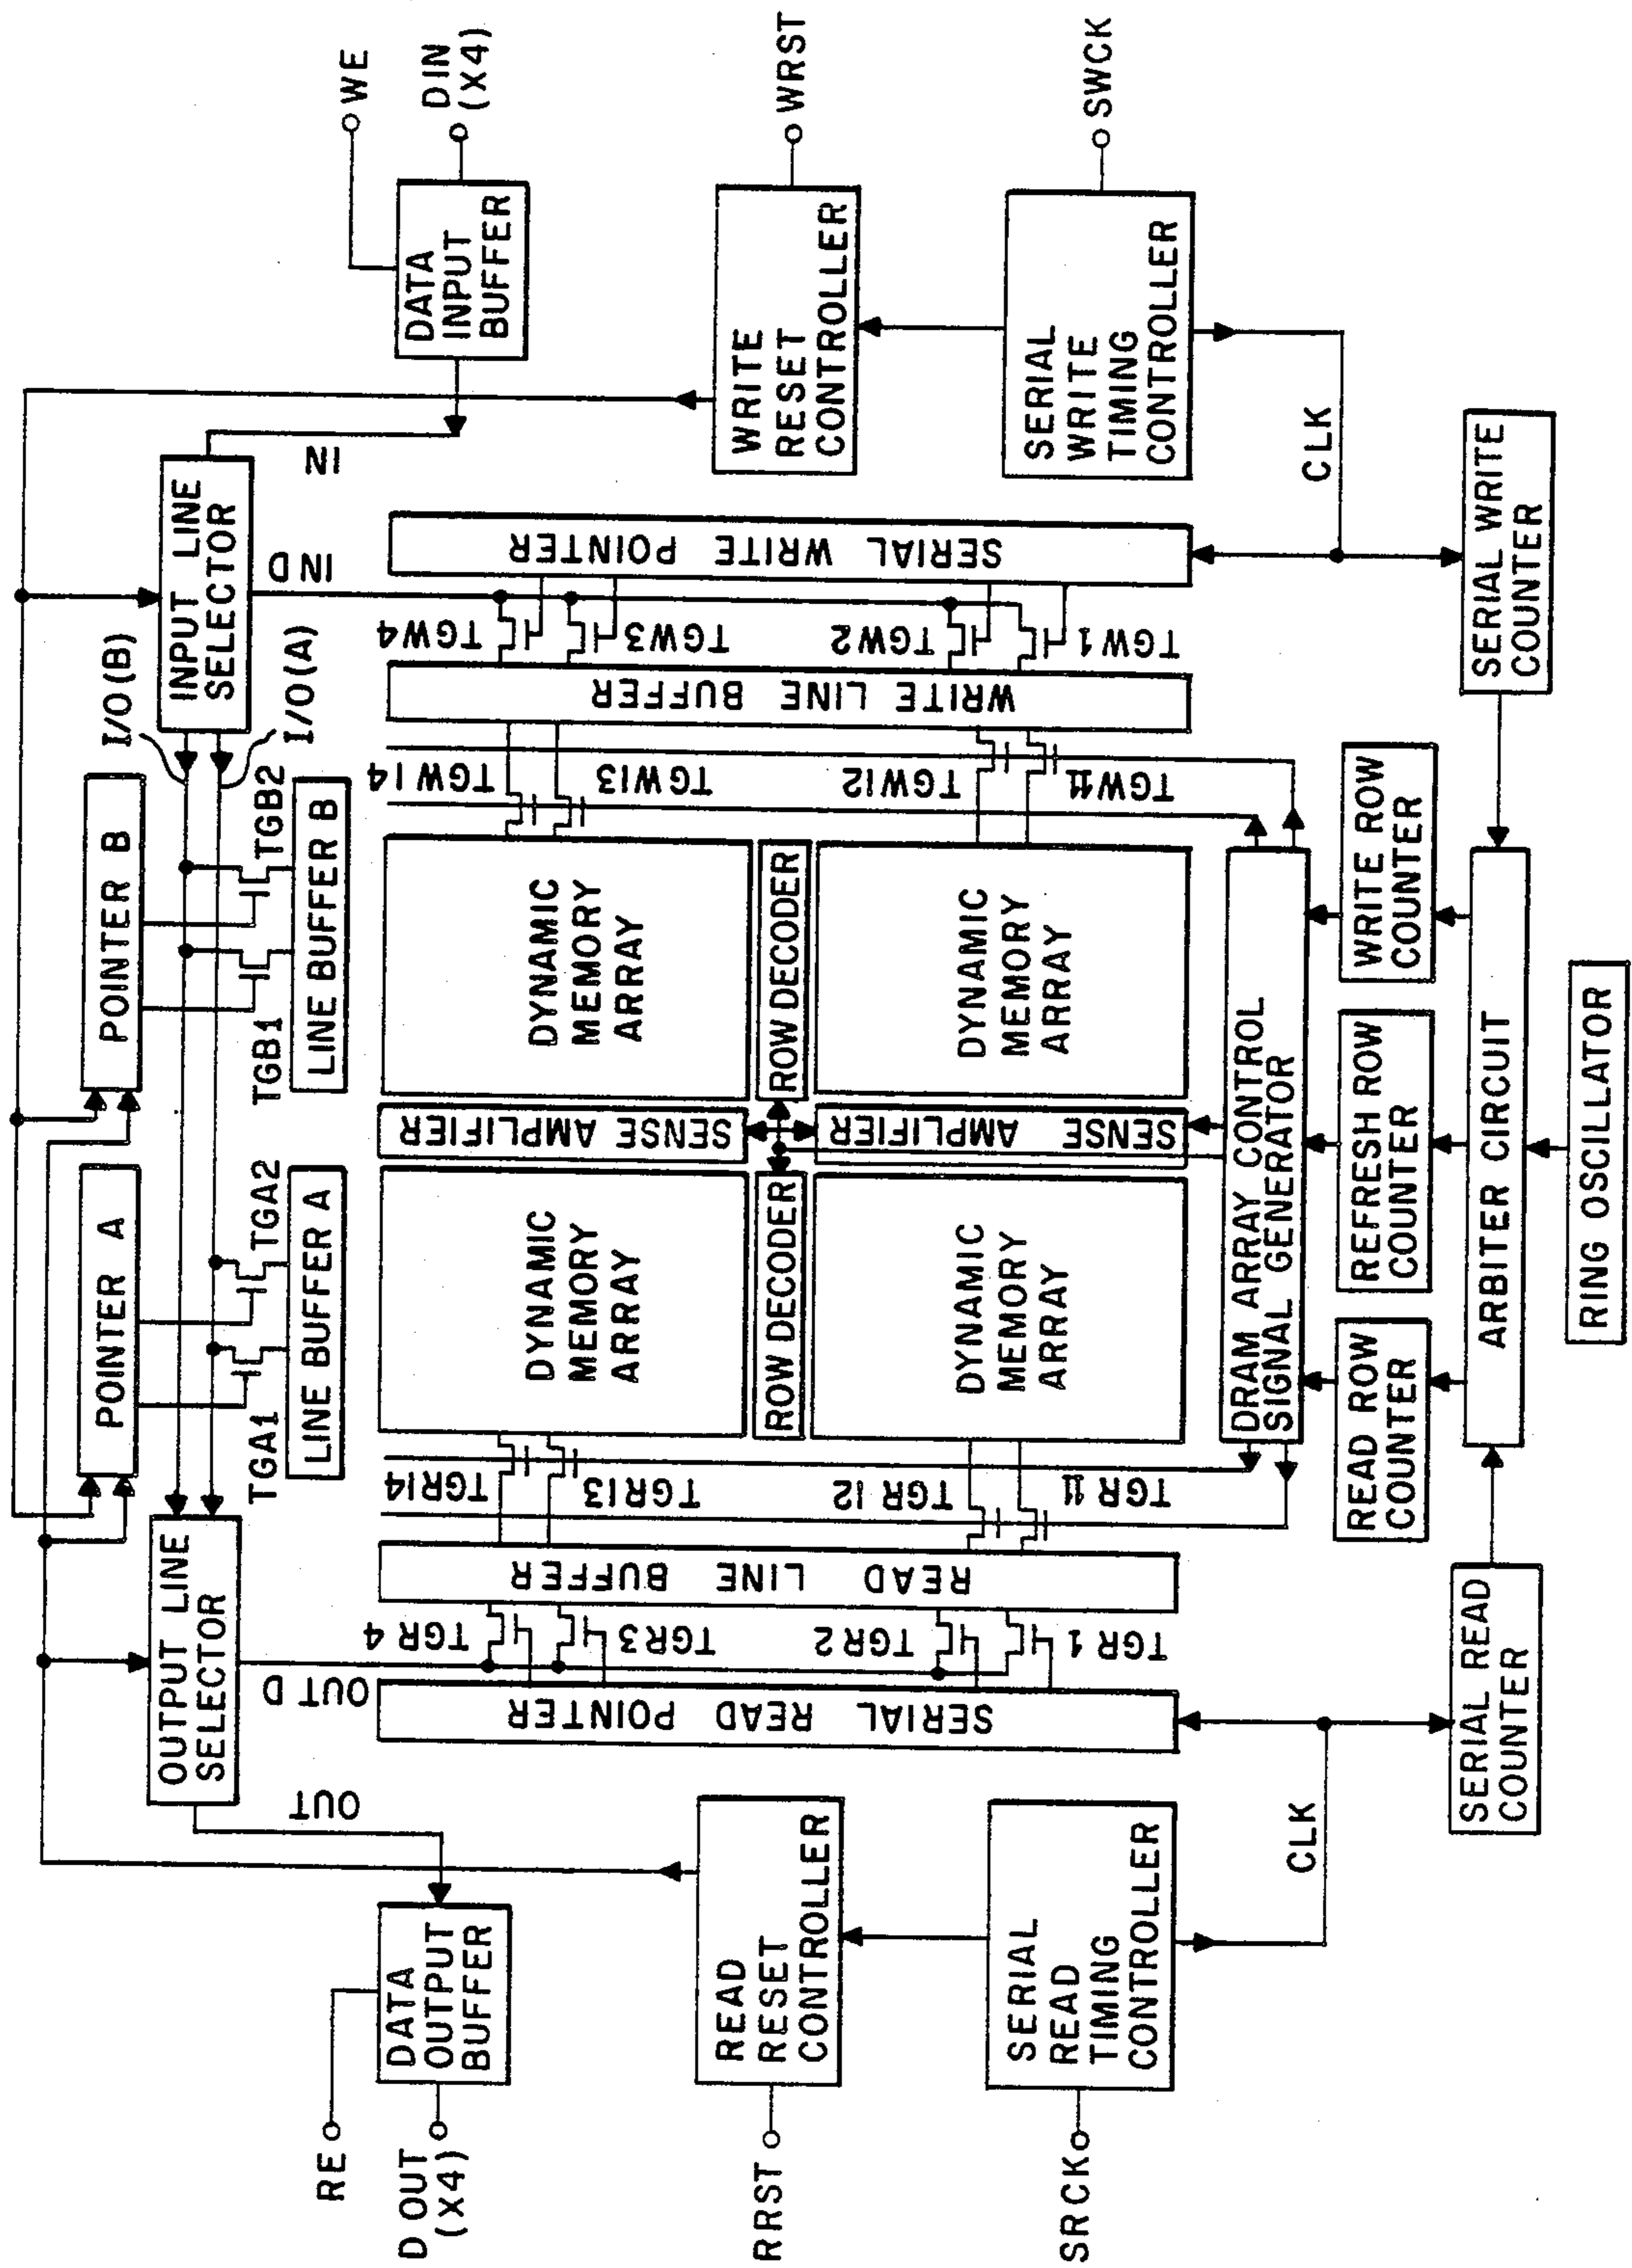 POINTER A
POINTER B
I/O(B)
I/O(A)
WE
D IN
(X4)
OUTPUT LINE
SELECTOR
INPUT LINE
SELECTOR
TGA1
TGA2
TGB1
TGB2
LINE BUFFER A
LINE BUFFER B
OUT
OUT D
IN D
IN
RE
D OUT
(X4)
DATA
OUTPUT
BUFFER
DATA
INPUT
BUFFER
TGR 4
TGR3
TGR2
TGR 1
TGR14
TGR13
TGR 12
TGR 11
TGW 14
TGW13
TGW12
TGW11
TGW4
TGW3
TGW2
TGW 1
SERIAL READ POINTER
READ LINE BUFFER
DYNAMIC
MEMORY
ARRAY
SENSE AMPLIFIER
DYNAMIC
MEMORY
ARRAY
WRITE LINE BUFFER
SERIAL WRITE POINTER
ROW DECODER
ROW DECODER
DYNAMIC
MEMORY
ARRAY
SENSE AMPLIFIER
DYNAMIC
MEMORY
ARRAY
RRST
READ
RESET
CONTROLLER
WRITE
RESET
CONTROLLER
WRST
SRCK
SERIAL
READ
TIMING
CONTROLLER
SERIAL
WRITE
TIMING
CONTROLLER
SWCK
DRAM ARRAY CONTROL
SIGNAL GENERATOR
CLK
CLK
READ ROW
COUNTER
REFRESH ROW
COUNTER
WRITE ROW
COUNTER
SERIAL READ
COUNTER
ARBITER CIRCUIT
SERIAL WRITE
COUNTER
RING OSCILLATOR